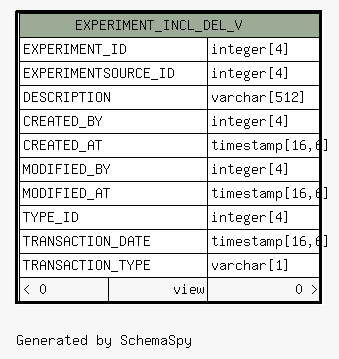 EXPERIMENT_INCL_DEL_V
EXPERIMENT_ID integer[4]
EXPERIMENTSOURCE_ID integer[4]
DESCRIPTION varchar[512]
CREATED_BY integer[4]
CREATED_AT timestamp[16,6]
MODIFIED_BY integer[4]
MODIFIED_AT timestamp[16,6]
TYPE_ID integer[4]
TRANSACTION_DATE timestamp[16,6]
TRANSACTION_TYPE varchar[1]
< 0 view 0 >
Generated by SchemaSpy